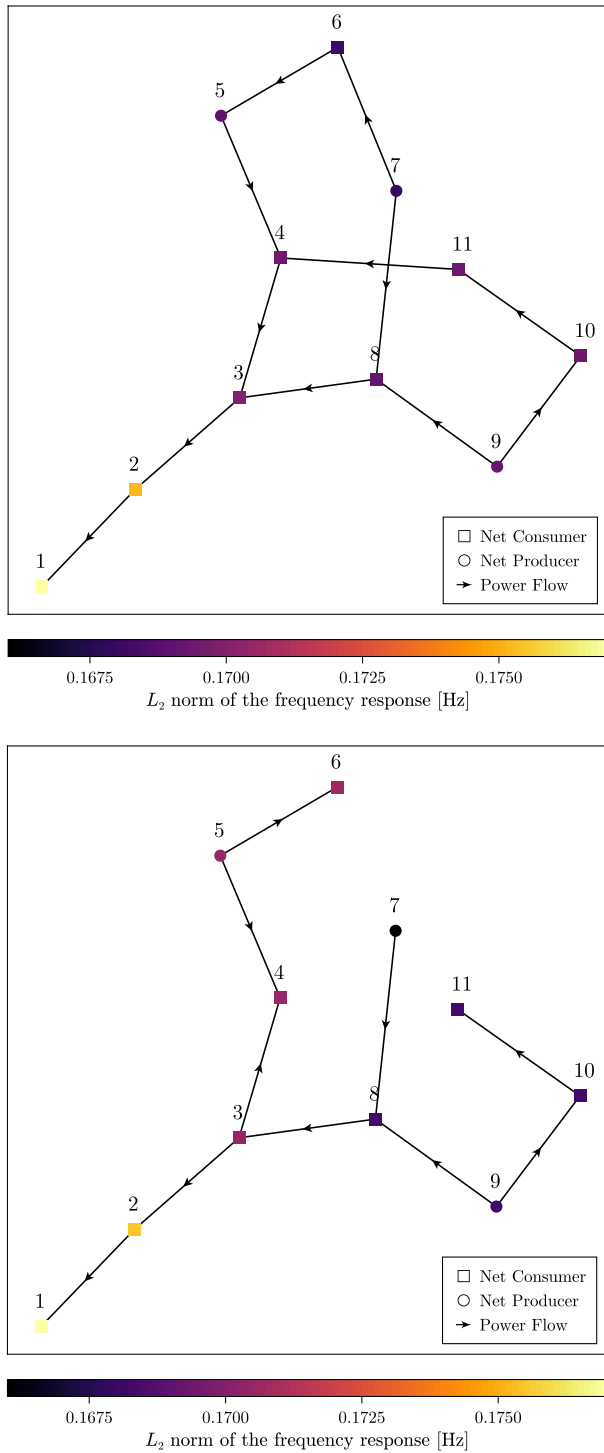 6
5
7
4
11
10
8
3
9
2
1
Net Consumer
Net Producer
Power Flow
0.1675 0.1700 0.1725 0.1750
L₂ norm of the frequency response [Hz]
6
5
7
4
11
10
8
3
9
2
1
Net Consumer
Net Producer
Power Flow
0.1675 0.1700 0.1725 0.1750
L₂ norm of the frequency response [Hz]